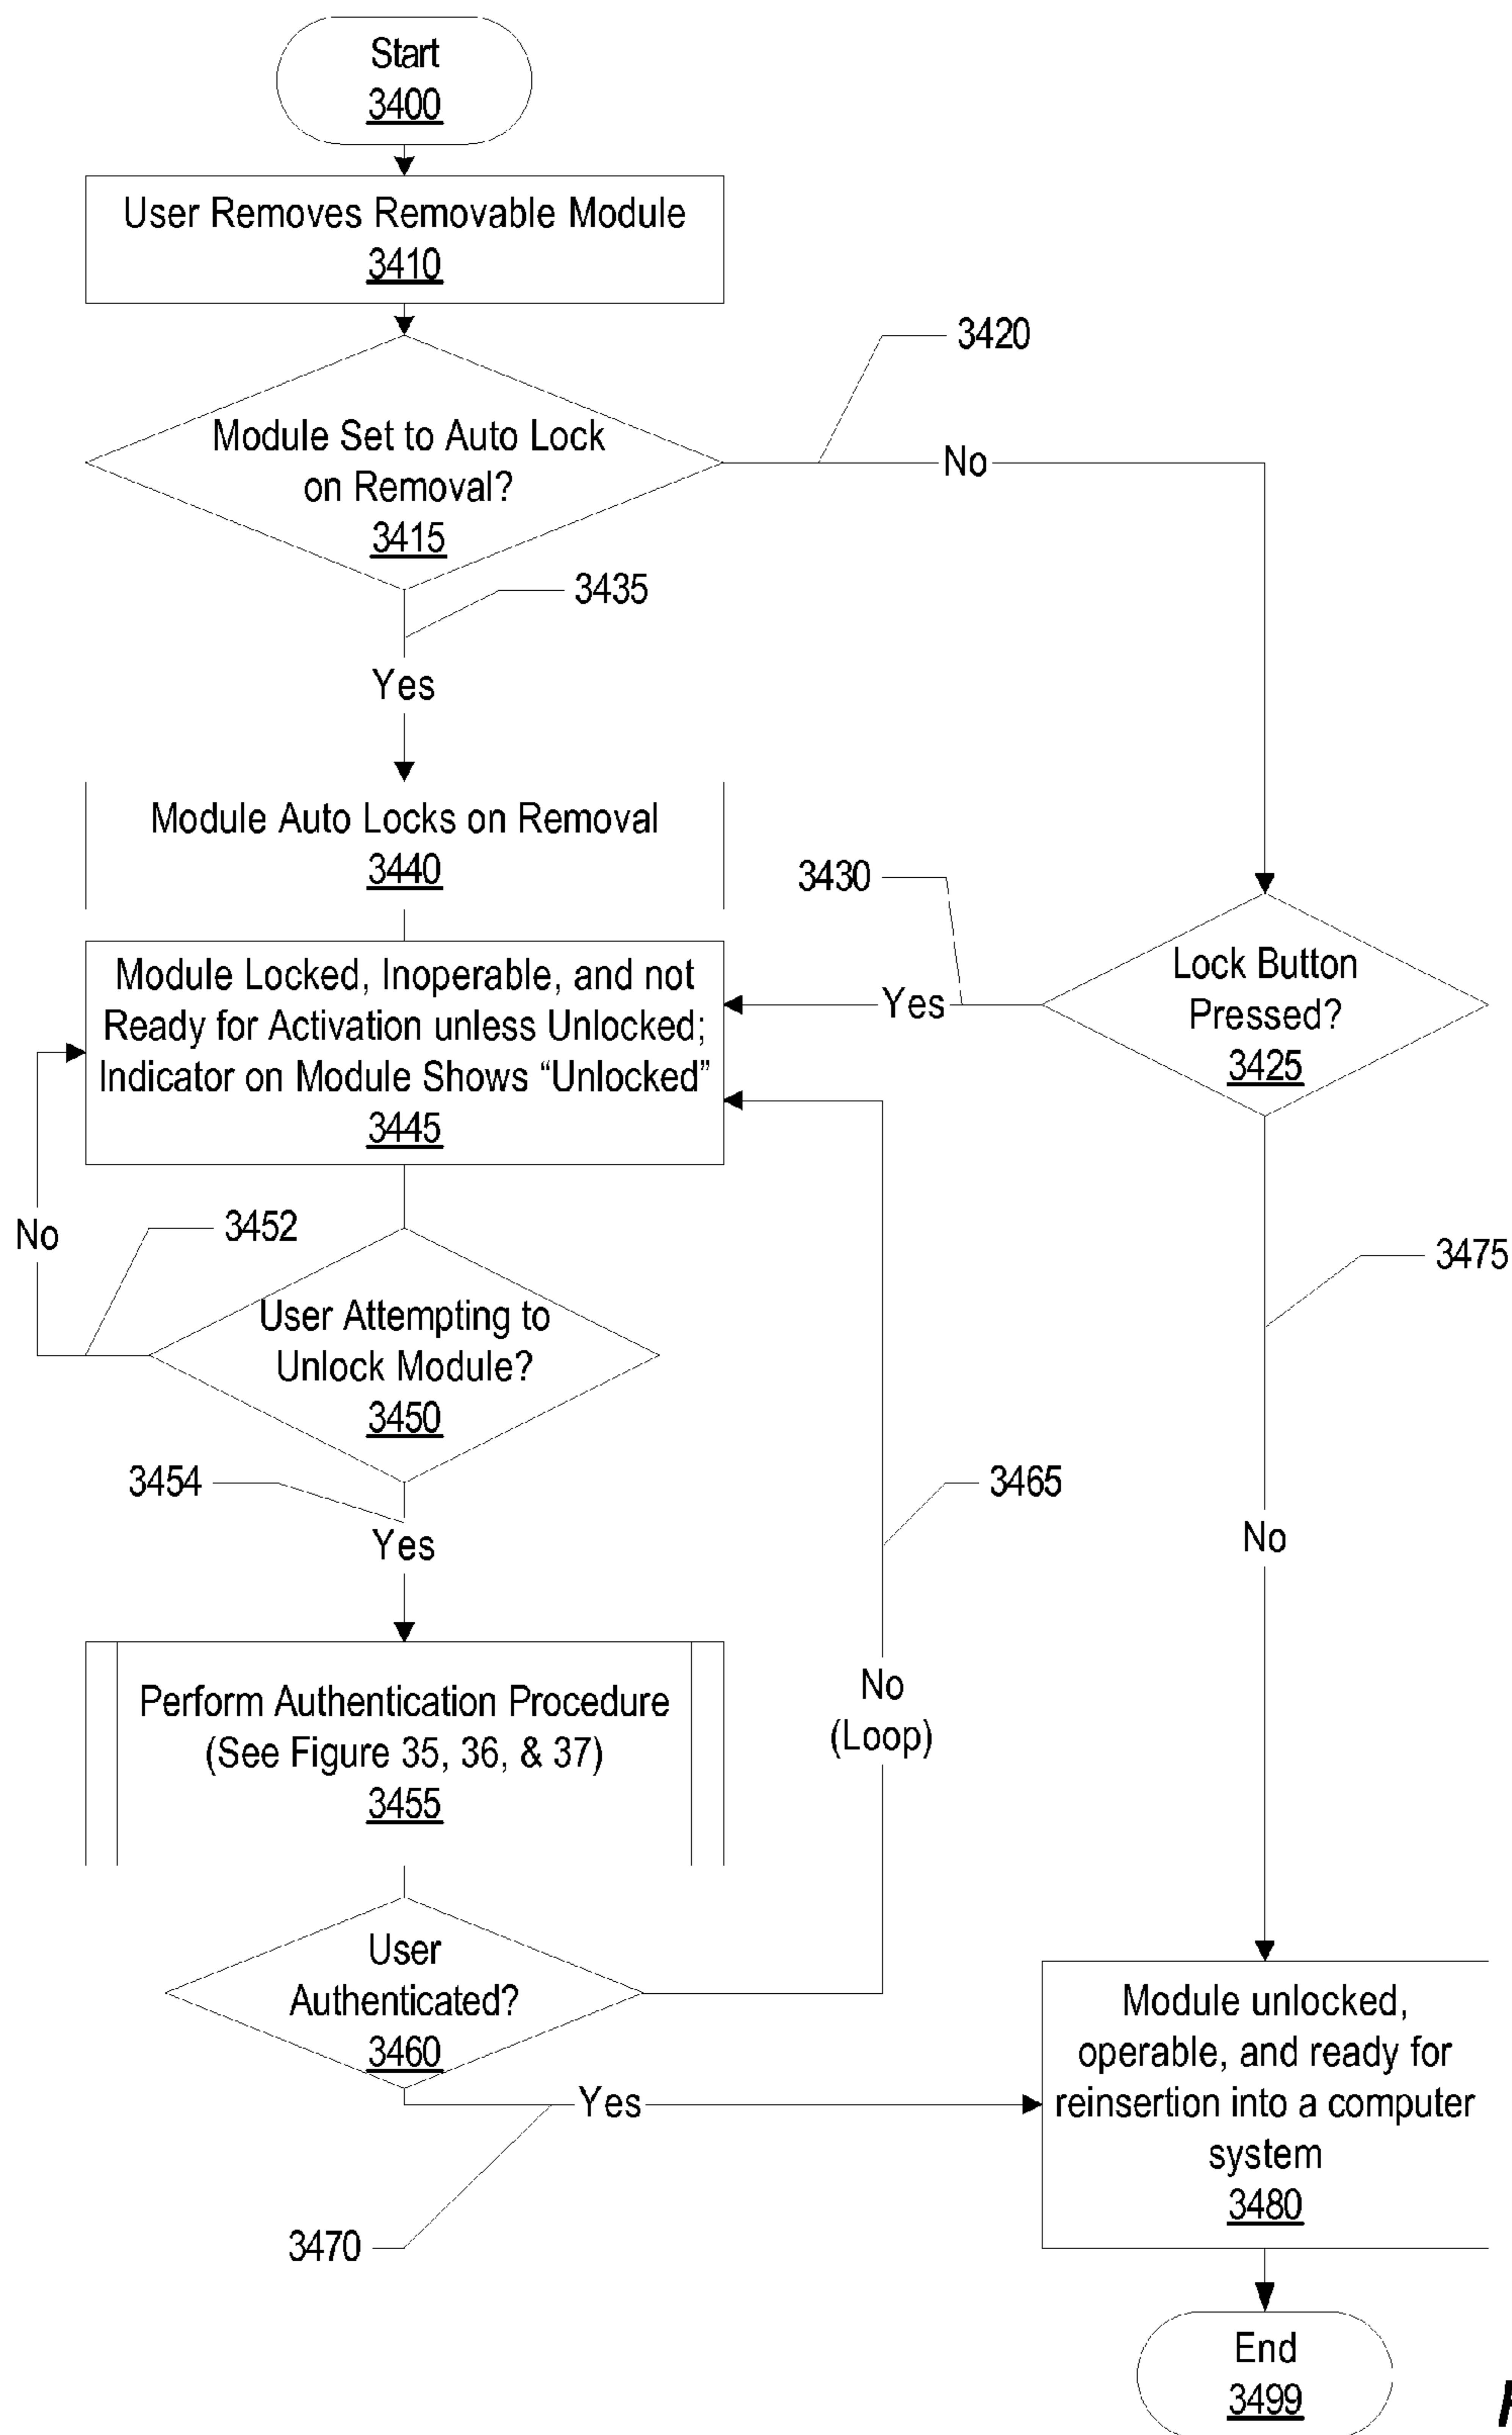 Start
3400
User Removes Removable Module
3410
3420
Module Set to Auto Lock
on Removal?
3415
No
3435
Yes
Module Auto Locks on Removal
3440
3430
Module Locked, Inoperable, and not
Ready for Activation unless Unlocked;
Indicator on Module Shows “Unlocked”
3445
Yes
Lock Button
Pressed?
3425
No
3452
3475
User Attempting to
Unlock Module?
3450
3454
Yes
3465
No
Perform Authentication Procedure
(See Figure 35, 36, & 37)
3455
No
(Loop)
User
Authenticated?
3460
Yes
3470
Module unlocked,
operable, and ready for
reinsertion into a computer
system
3480
End
3499